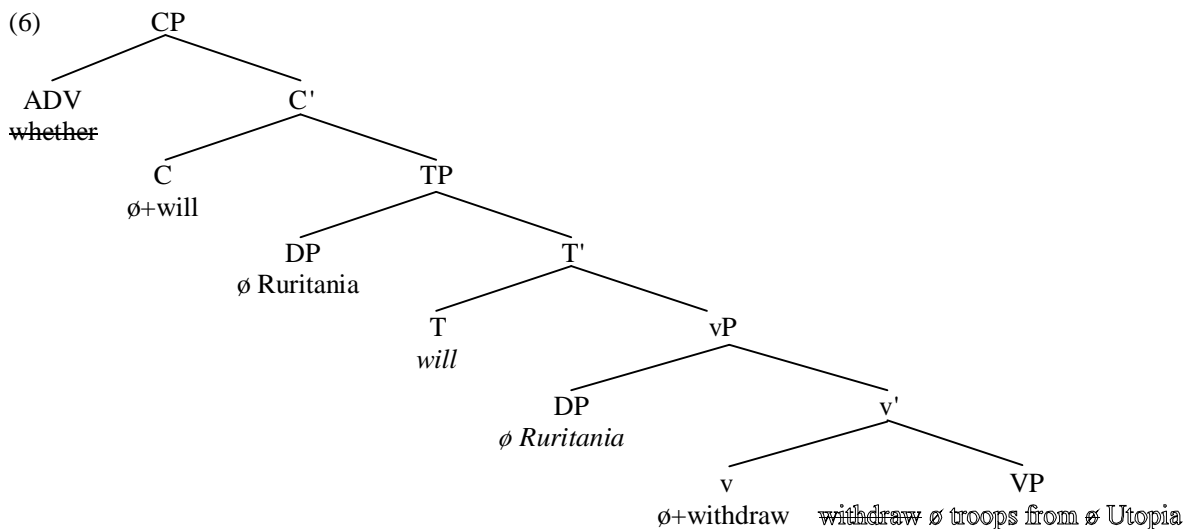 (6) CP
ADV C'
whether
C TP
ø+will
DP T'
ø Ruritania
T vP
will
DP v'
ø Ruritania
v VP
ø+withdraw withdraw ø troops from ø Utopia